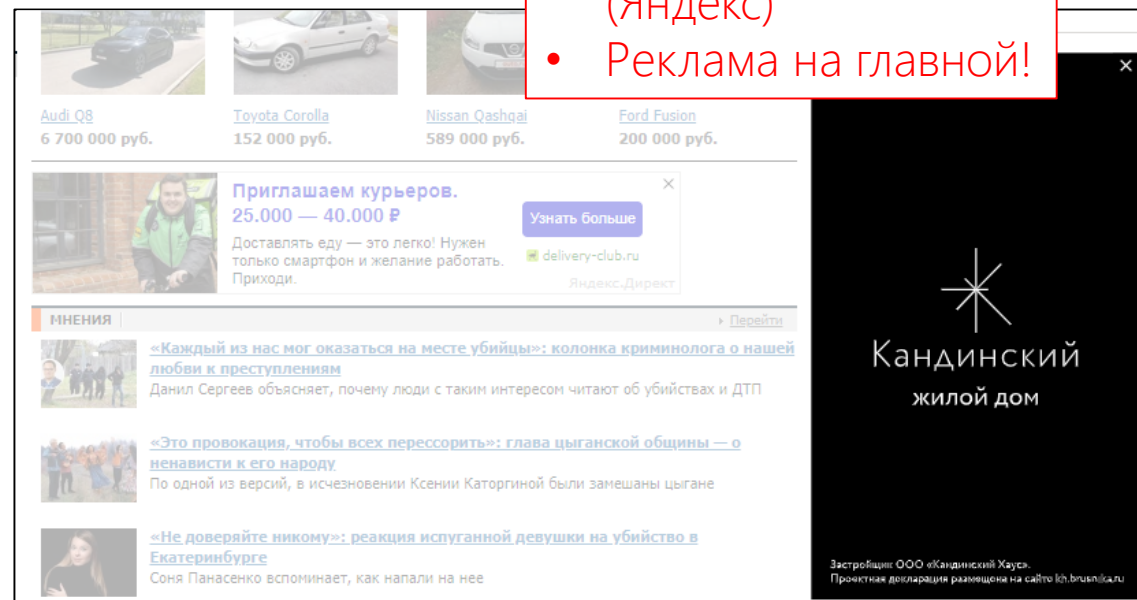 (Яндекс)
• Реклама на главной!
Audi Q8
6 700 000 руб.
Toyota Corolla
152 000 руб.
Nissan Qashqai
589 000 руб.
Ford Fusion
200 000 руб.
Приглашаем курьеров.
25.000 — 40.000 ₽
Доставлять еду — это легко! Нужен
только смартфон и желание работать.
Приходи.
Узнать больше
delivery-club.ru
Яндекс.Директ
МНЕНИЯ
Перейти
«Каждый из нас мог оказаться на месте убийцы»: колонка криминолога о нашей
любви к преступлениям
Данил Сергеев объясняет, почему люди с таким интересом читают об убийствах и ДТП
«Это провокация, чтобы всех перессорить»: глава цыганской общины — о
ненависти к его народу
По одной из версий, в исчезновении Ксении Каторгиной были замешаны цыгане
«Не доверяйте никому»: реакция испуганной девушки на убийство в
Екатеринбурге
Соня Панасенко вспоминает, как напали на нее
Кандинский
жилой дом
Застройщик ООО «Кандинский Хаус».
Проектная декларация размещена на сайте kh.brusnika.ru